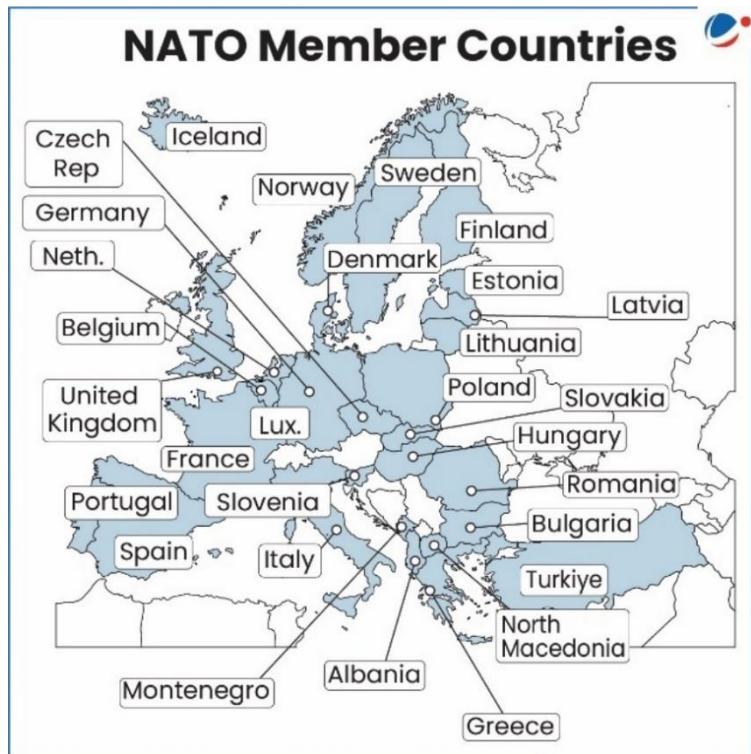 NATO Member Countries
Iceland
Czech
Rep
Sweden
Norway
Germany
Finland
Neth.
Denmark
Estonia
Latvia
Belgium
Lithuania
United
Kingdom
Poland
Slovakia
Lux.
Hungary
France
Romania
Portugal
Slovenia
Bulgaria
Spain
Italy
Turkiye
North
Macedonia
Albania
Montenegro
Greece